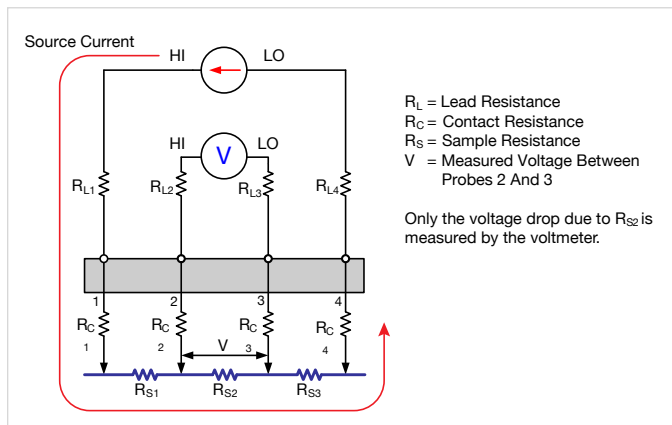 Source Current
HI
LO
HI
LO
V
RL1
RL2
RL3
RL4
RL = Lead Resistance
RC = Contact Resistance
RS = Sample Resistance
V = Measured Voltage Between
Probes 2 And 3
Only the voltage drop due to RS2 is
measured by the voltmeter.
1
2
3
4
RC
RC
RC
RC
1
2
V
3
4
RS1
RS2
RS3